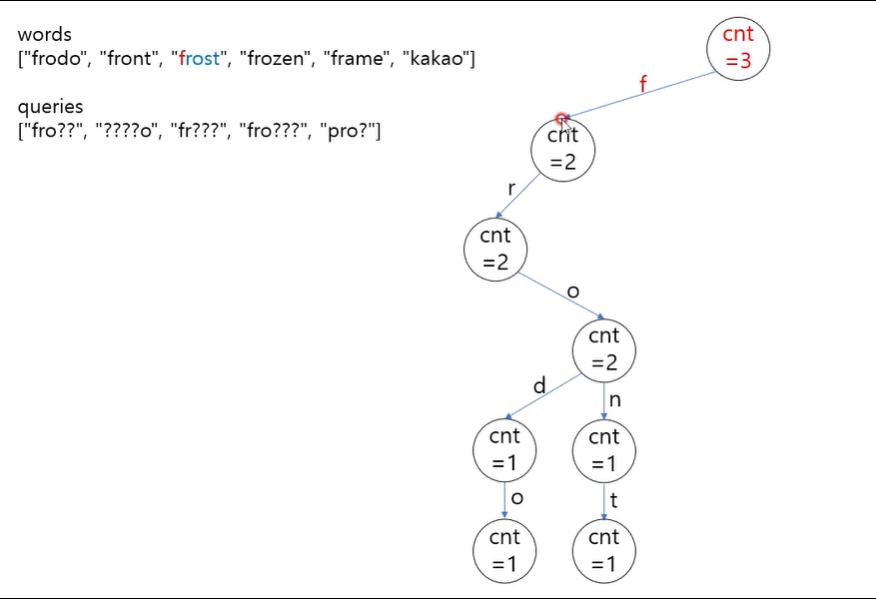 words
["frodo", "front", "frost", "frozen", "frame", "kakao"]
queries
["fro??", "????o", "fr???", "fro???", "pro?"]
cnt
=3
f
cnt
=2
r
cnt
=2
o
cnt
=2
d
n
cnt
=1
cnt
=1
o
t
cnt
=1
cnt
=1